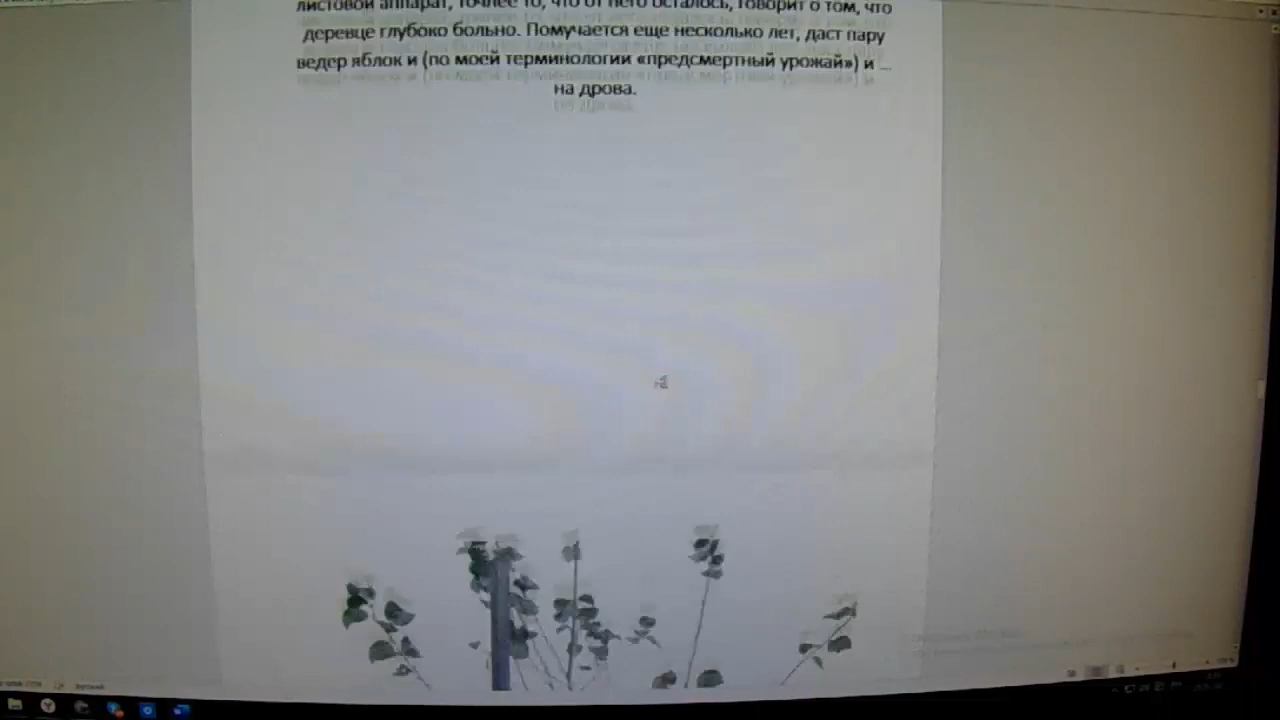 листовой аппарат, точнее то, что от него осталось, говорит о том, что
деревце глубоко больно. Помучается еще несколько лет, даст пару
ведер яблок и (по моей терминологии «предсмертный урожай») и ...
на дрова.